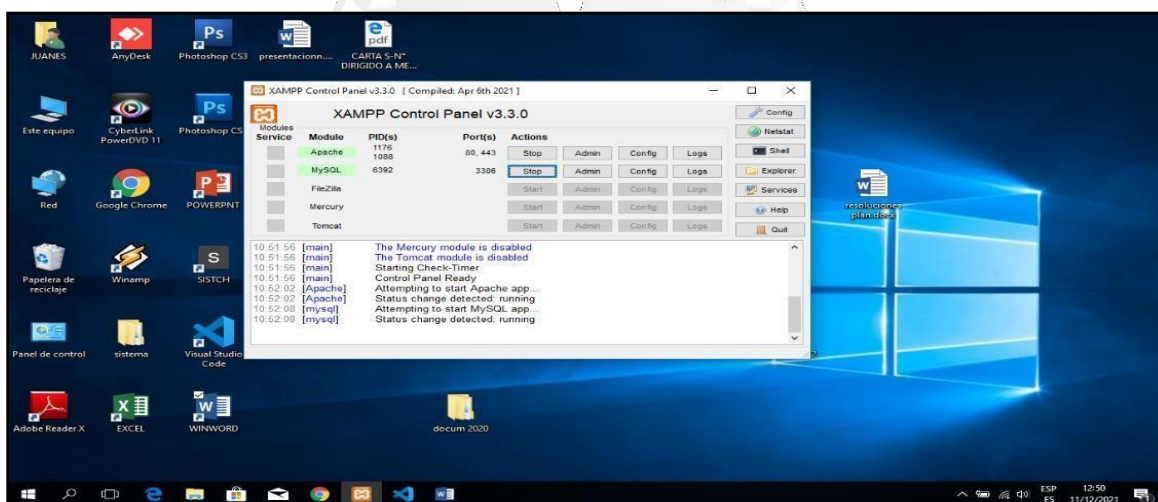 JUANES
AnyDesk
Ps
Photoshop CS3
presentacionn....
pdf
CARTA S-N°
DIRIGIDO A ME...
Este equipo
CyberLink
PowerDVD 11
Ps
Photoshop CS
Red
Google Chrome
POWERPNT
Papelera de
reciclaje
Winamp
S
SISTCH
Panel de control
sistema
Visual Studio
Code
Adobe Reader X
EXCEL
WINWORD
docum 2020
resoluciones
plan.docx
XAMPP Control Panel v3.3.0 [ Compiled: Apr 6th 2021 ]
XAMPP Control Panel v3.3.0
Config
Modules
Service Module PID(s) Port(s) Actions
Netstat
Apache 1176 1088 80, 443 Stop Admin Config Logs
Shell
MySQL 6392 3306 Stop Admin Config Logs
Explorer
FileZilla Start Admin Config Logs
Services
Mercury Start Admin Config Logs
Help
Tomcat Start Admin Config Logs
Quit
10:51:56 [main] The Mercury module is disabled
10:51:56 [main] The Tomcat module is disabled
10:51:56 [main] Starting Check-Timer
10:51:56 [main] Control Panel Ready
10:52:02 [Apache] Attempting to start Apache app...
10:52:02 [Apache] Status change detected: running
10:52:08 [mysql] Attempting to start MySQL app...
10:52:08 [mysql] Status change detected: running
ESP
ES
12:50
11/12/2021